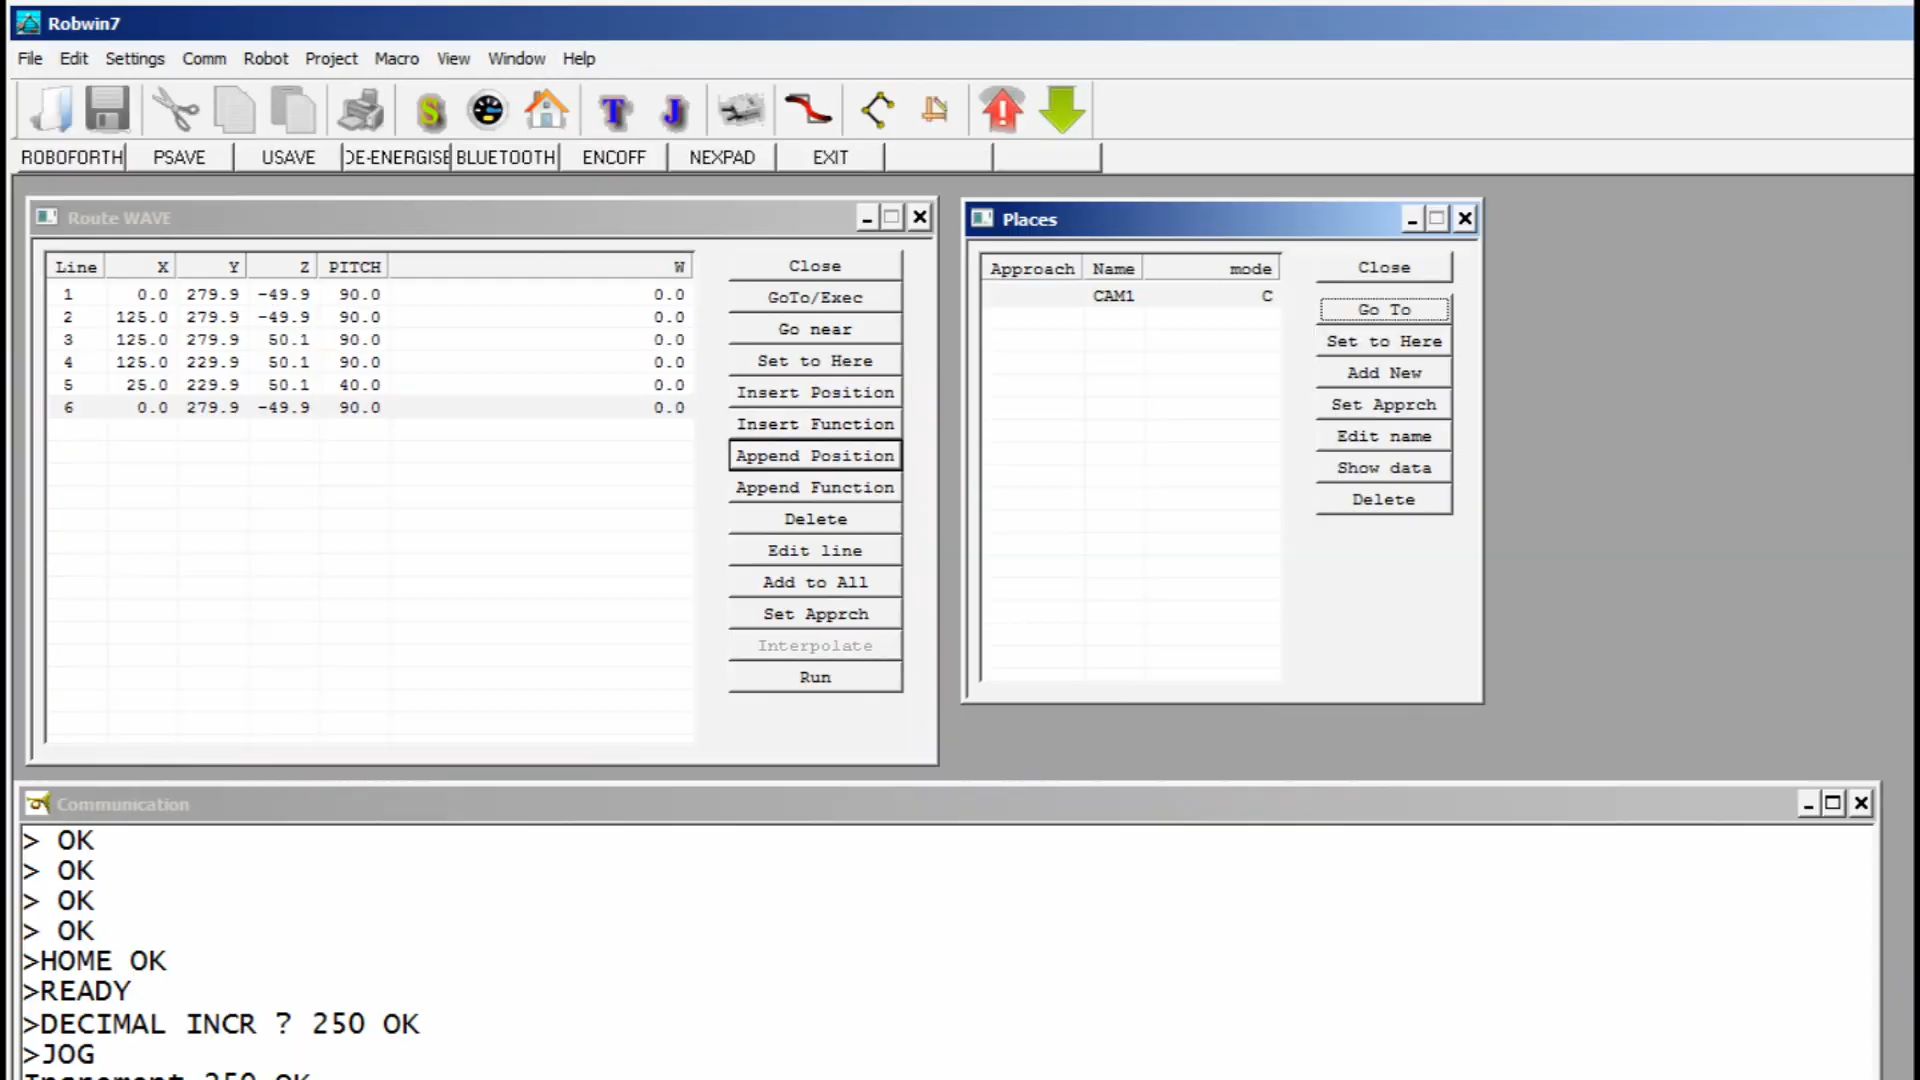 Robwin7
File Edit Settings Comm Robot Project Macro View Window Help
S T J
ROBOFORTH PSAVE USAVE DE-ENERGISE BLUETOOTH ENCOFF NEXPAD EXIT
Route WAVE
Line X Y Z PITCH W
1 0.0 279.9 -49.9 90.0 0.0
2 125.0 279.9 -49.9 90.0 0.0
3 125.0 279.9 50.1 90.0 0.0
4 125.0 229.9 50.1 90.0 0.0
5 25.0 229.9 50.1 40.0 0.0
6 0.0 279.9 -49.9 90.0 0.0
Close
GoTo/Exec
Go near
Set to Here
Insert Position
Insert Function
Append Position
Append Function
Delete
Edit line
Add to All
Set Apprch
Interpolate
Run
Places
Approach Name mode
CAM1 C
Close
Go To
Set to Here
Add New
Set Apprch
Edit name
Show data
Delete
Communication
> OK
> OK
> OK
> OK
>HOME OK
>READY
>DECIMAL INCR ? 250 OK
>JOG
Increment 250 OK